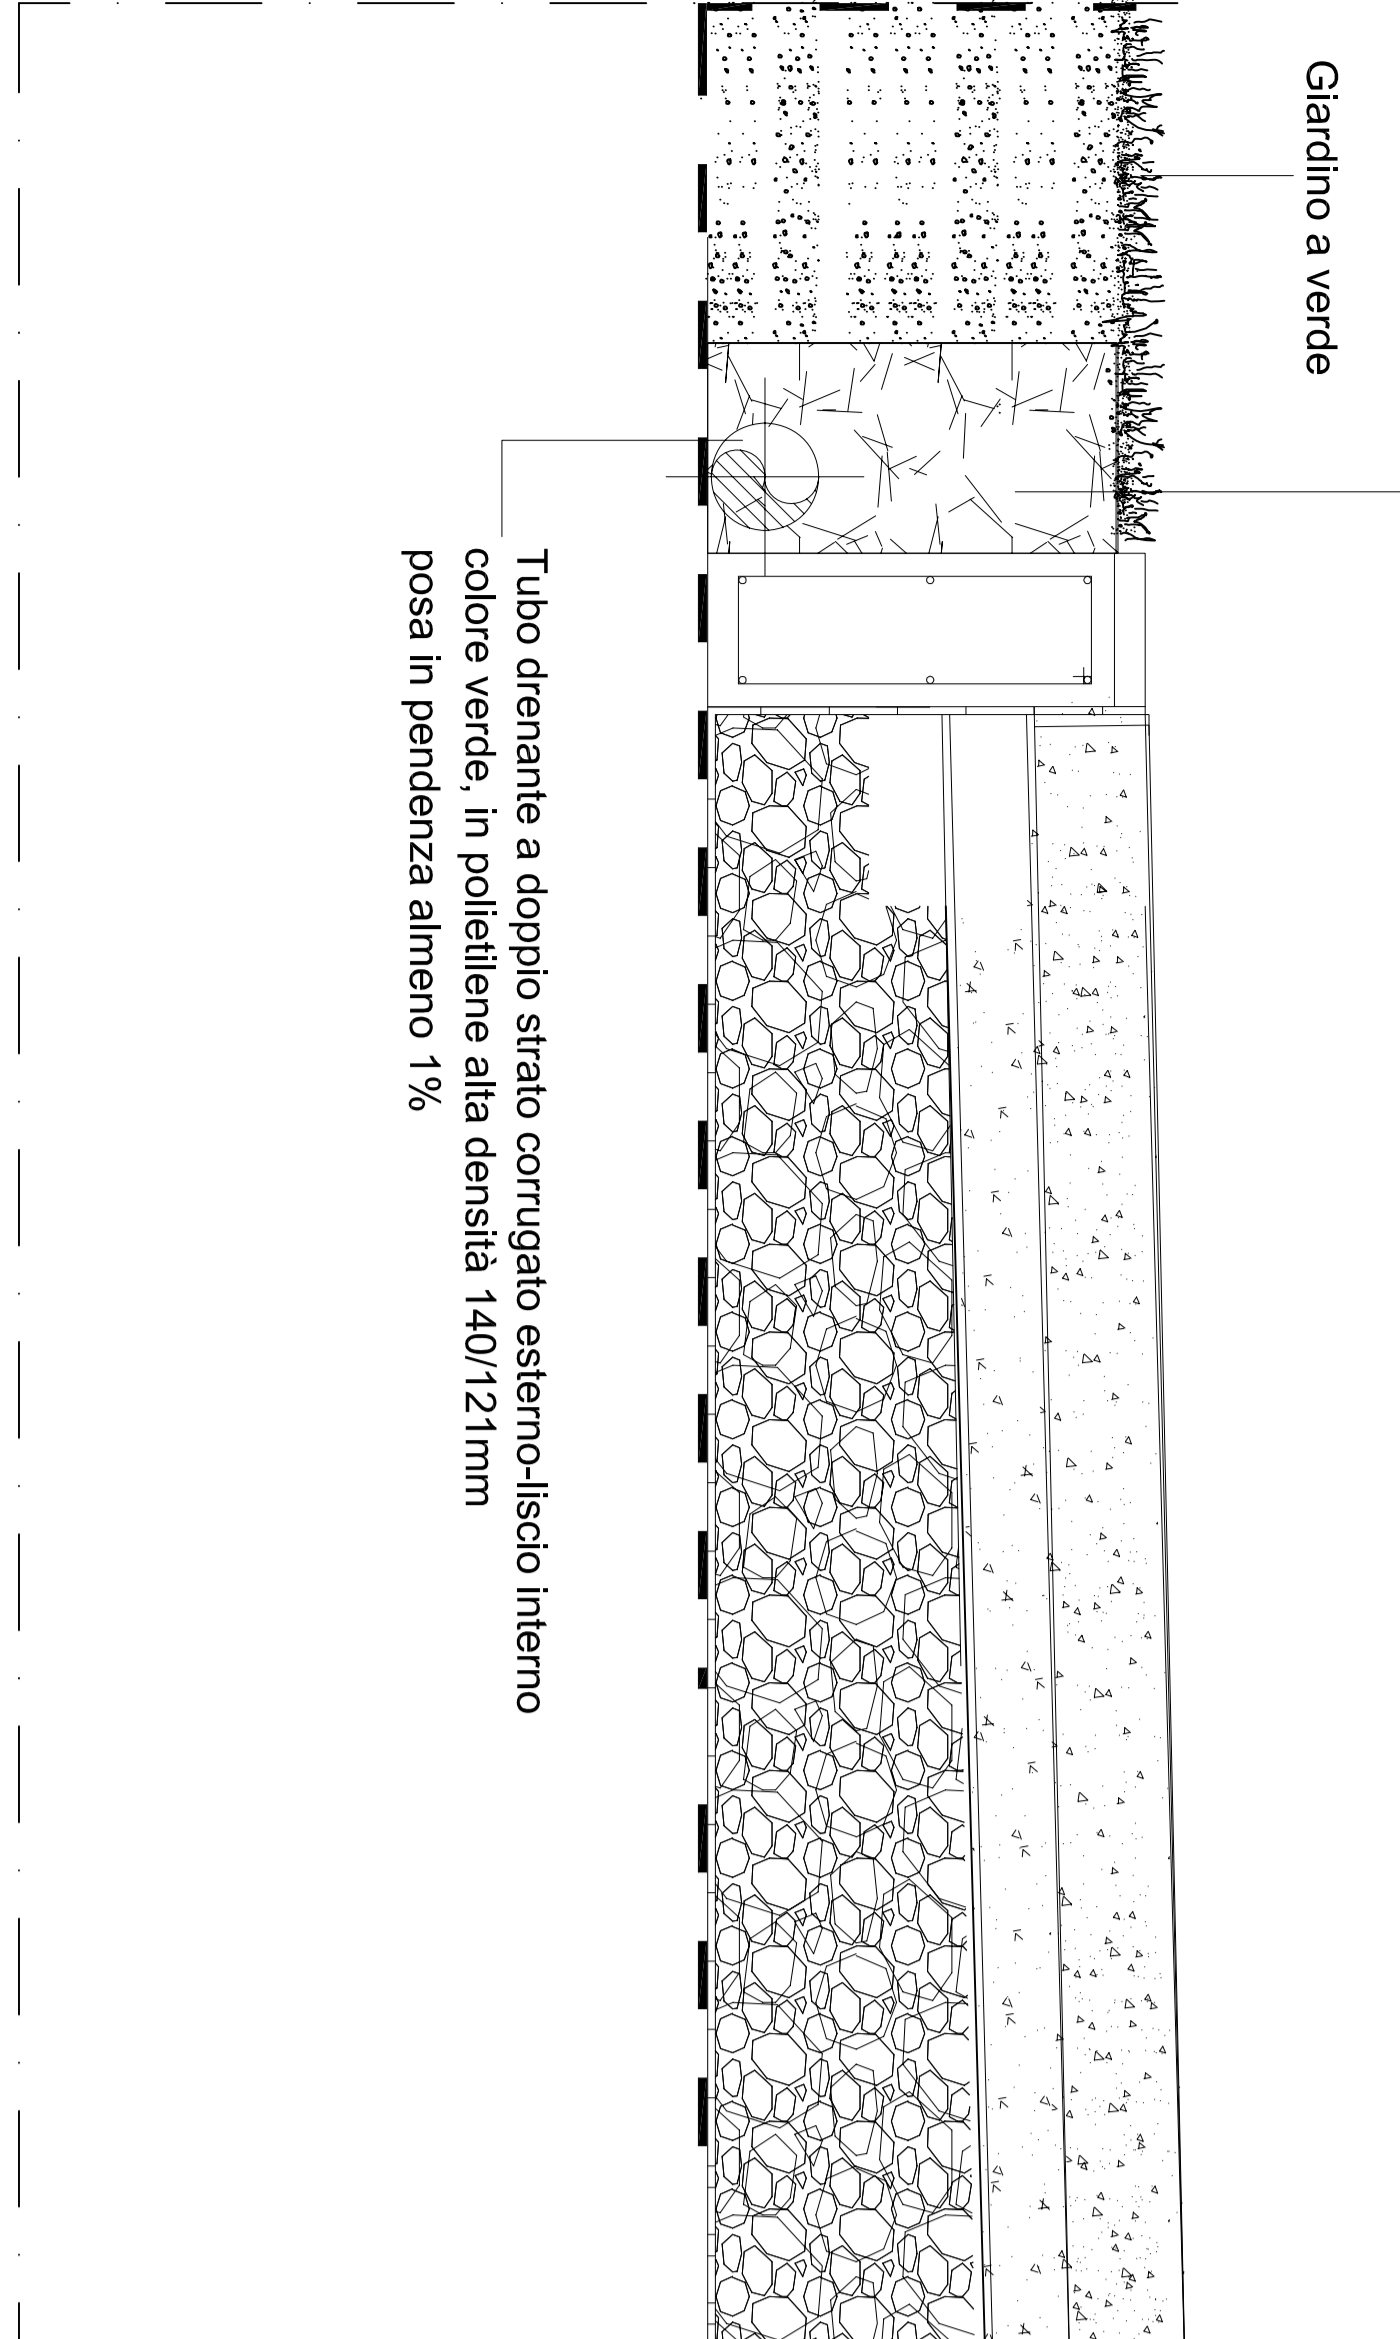 Giardino a verde
Tubo drenante a doppio strato corrugato esterno-liscio interno
colore verde, in polietilene alta densità 140/121mm
posa in pendenza almeno 1%